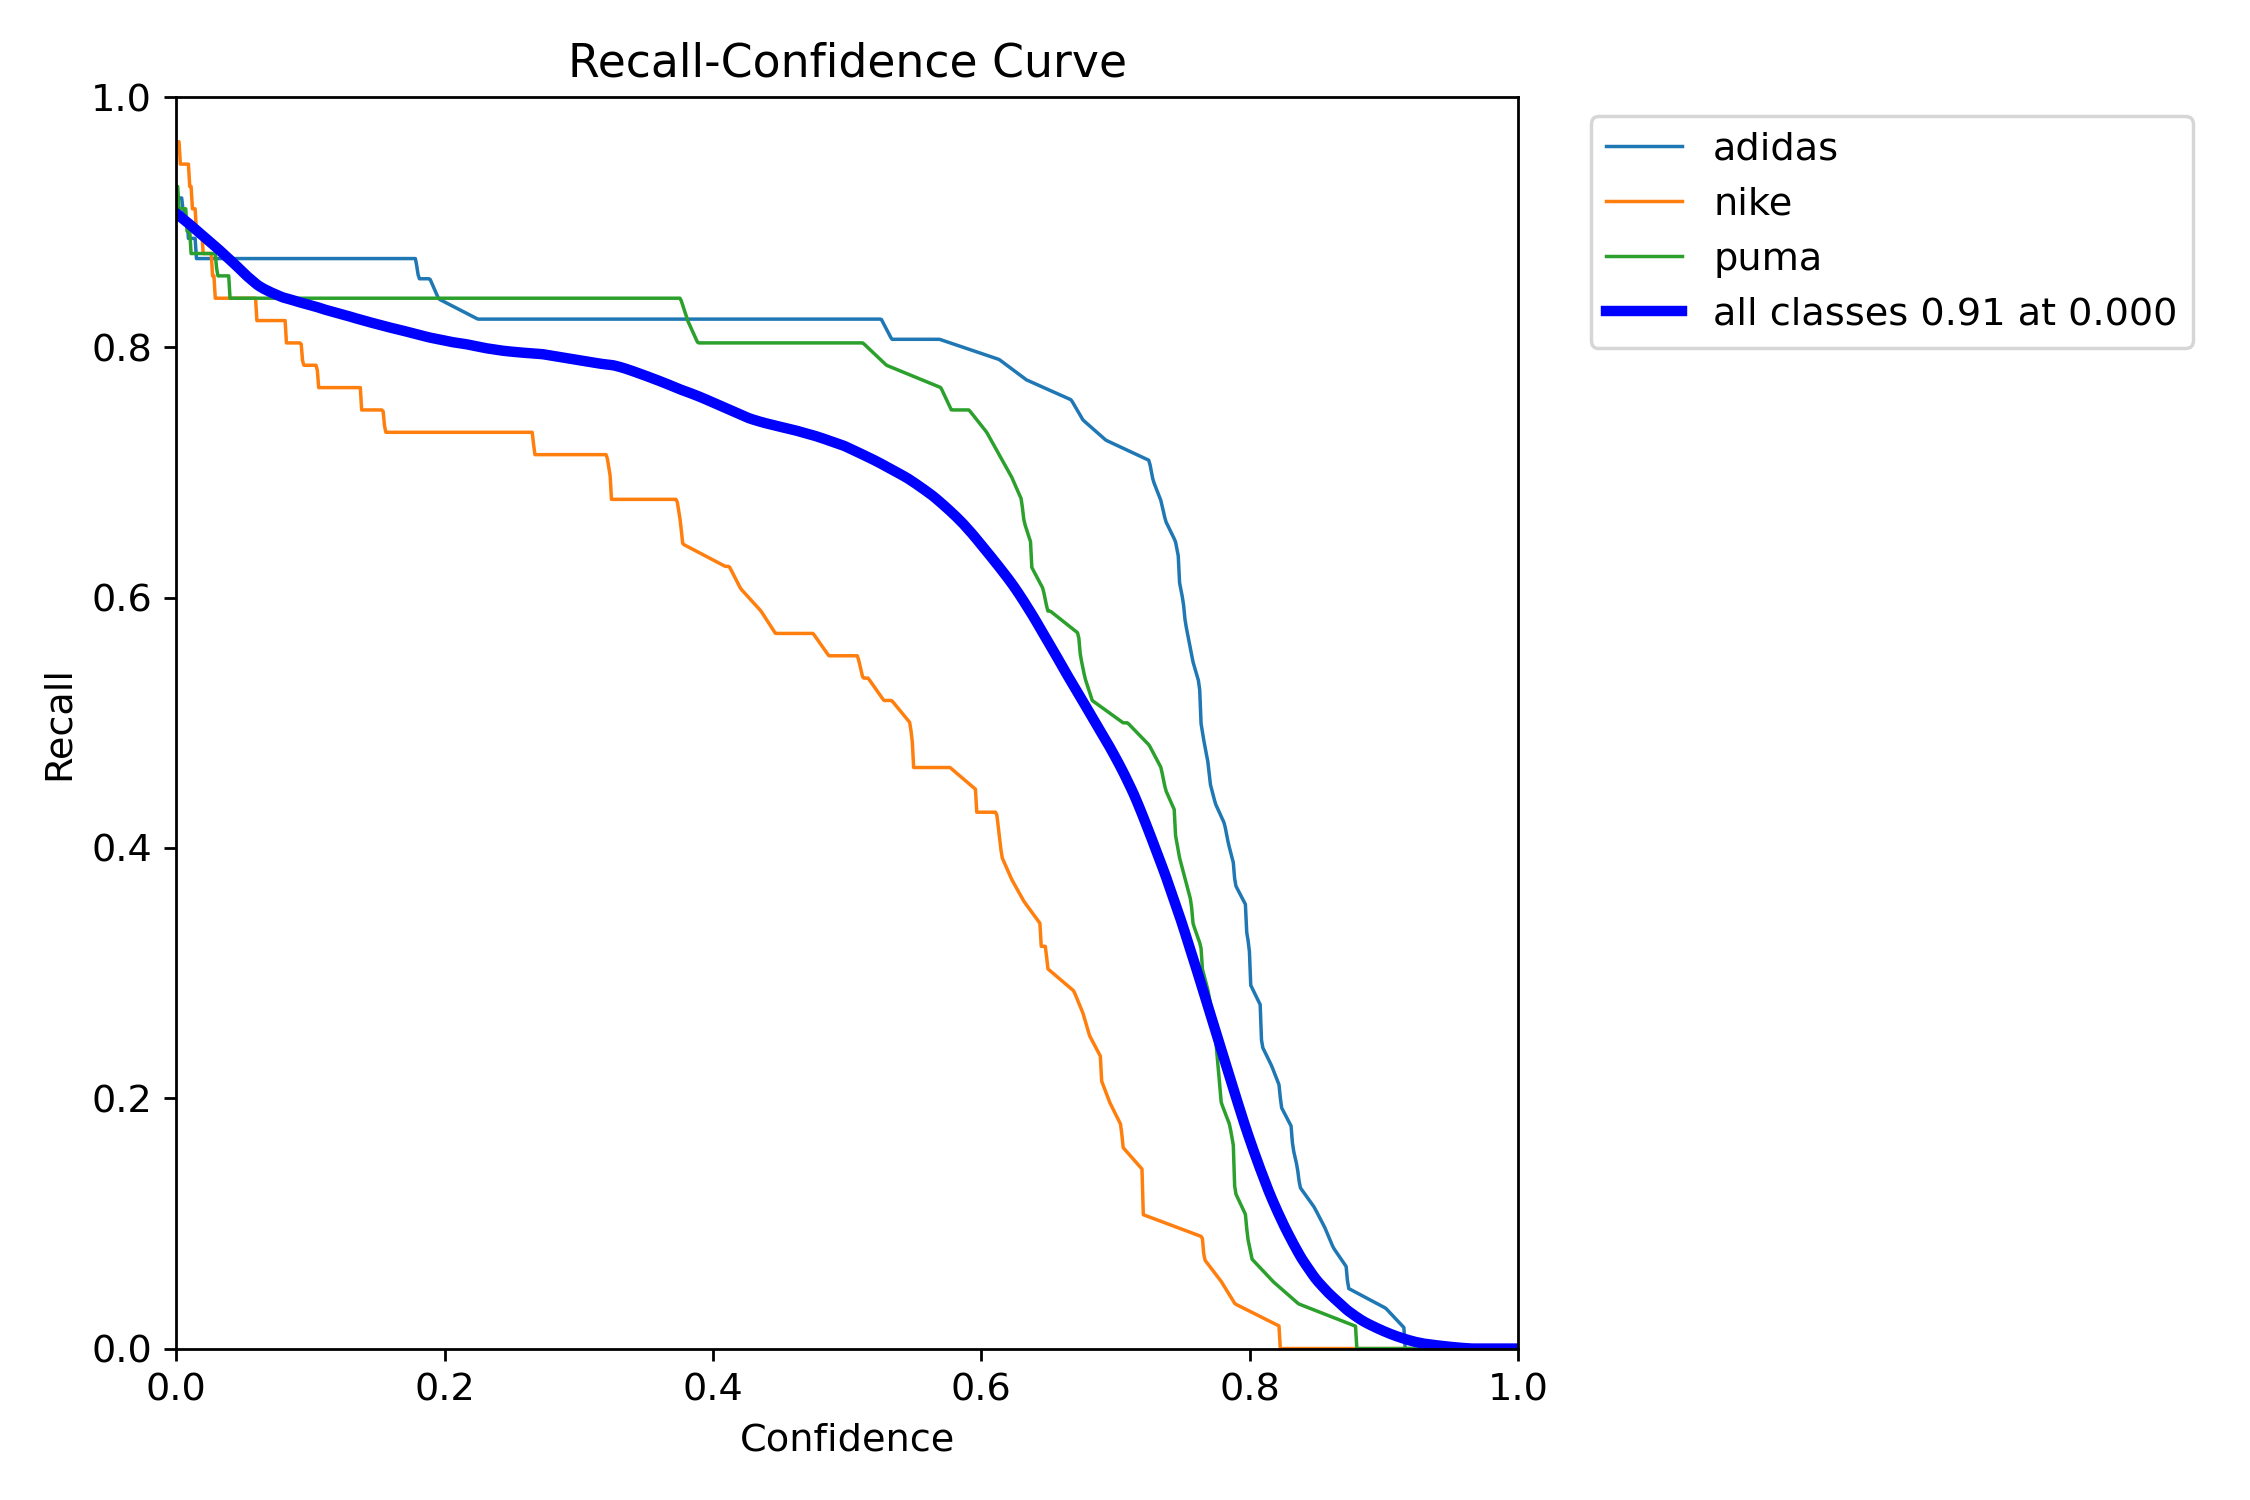 Recall-Confidence Curve
1.0
0.8
0.6
0.4
0.2
0.0
Recall
0.0 0.2 0.4 0.6 0.8 1.0
Confidence
adidas
nike
puma
all classes 0.91 at 0.000